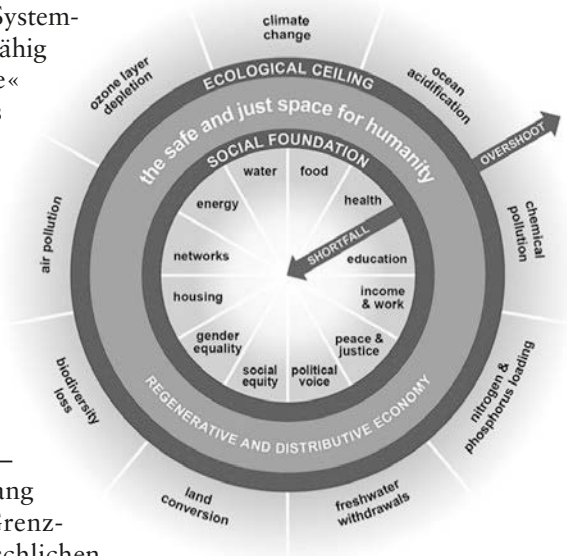 System-
ähig
e«
s
climate
change
ozone layer
depletion
ocean
acidification
ECOLOGICAL CEILING
the safe and just space for humanity
OVERSHOOT
SOCIAL FOUNDATION
water
food
energy
health
SHORTFALL
air pollution
chemical
pollution
networks
education
housing
income
& work
gender
equality
peace &
justice
social
equity
political
voice
biodiversity
loss
nitrogen &
phosphorus loading
REGENERATIVE AND DISTRIBUTIVE ECONOMY
land
conversion
freshwater
withdrawals
–
ang
Grenz-
schlichen